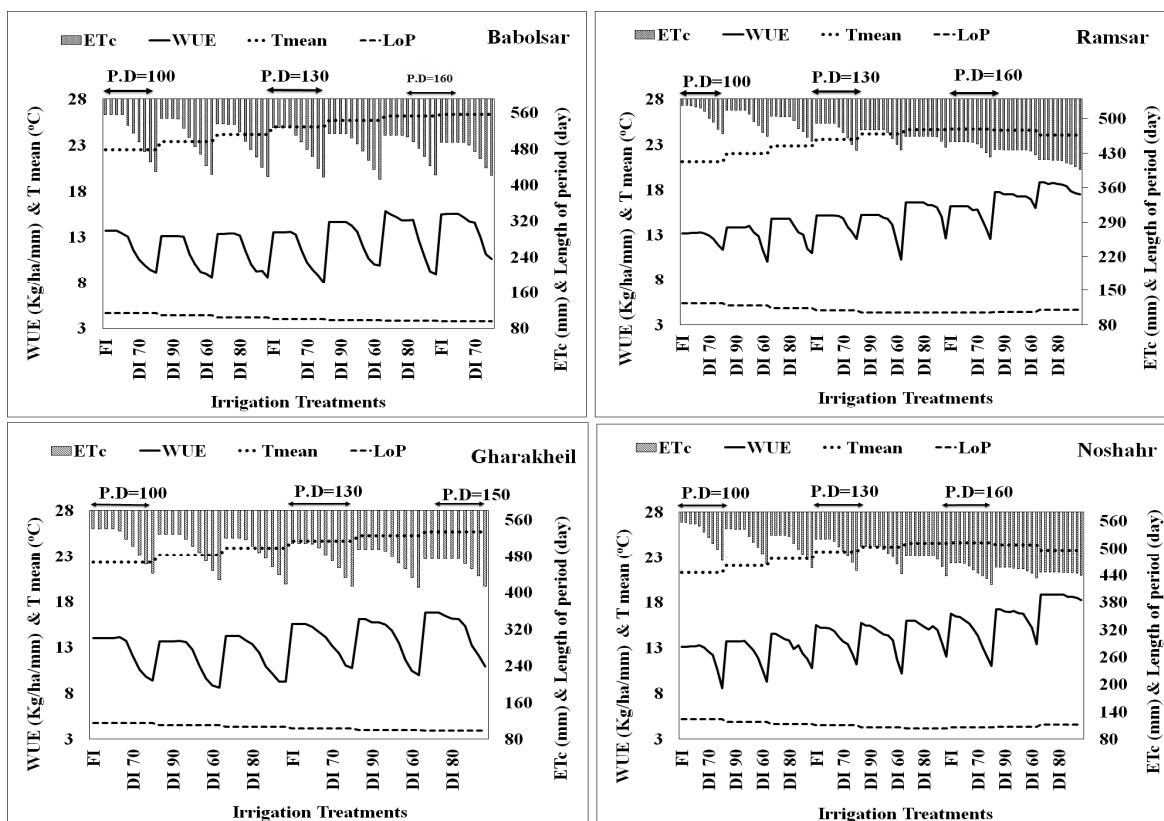 ETc WUE Tmean LoP
Babolsar
P.D=100
P.D=130
P.D=160
WUE (Kg/ha/mm) & T mean (ºC)
28
23
18
13
8
3
560
480
400
320
240
160
80
ETc (mm) & Length of period (day)
FI DI 70 DI 90 DI 60 DI 80 FI DI 70 DI 90 DI 60 DI 80 FI DI 70
Irrigation Treatments
ETc WUE Tmean LoP
Ramsar
P.D=100
P.D=130
P.D=160
WUE (Kg/ha/mm) & T mean (ºC)
28
23
18
13
8
3
500
430
360
290
220
150
80
ETc (mm) & Length of period (day)
FI DI 70 DI 90 DI 60 DI 80 FI DI 70 DI 90 DI 60 DI 80 FI DI 70 DI 90 DI 60 DI 80
Irrigation Treatments
ETc WUE Tmean LoP
Gharakheil
P.D=100
P.D=130
P.D=150
WUE (Kg/ha/mm) & T mean (ºC)
28
23
18
13
8
3
560
480
400
320
240
160
80
ETc (mm) & Length of period (day)
FI DI 70 DI 90 DI 60 DI 80 FI DI 70 DI 90 DI 60 DI 80
Irrigation Treatments
ETc WUE Tmean LoP
Noshahr
P.D=100
P.D=130
P.D=160
WUE (Kg/ha/mm) & T mean (ºC)
28
23
18
13
8
3
560
500
440
380
320
260
200
140
80
ETc (mm) & Length of period (day)
FI DI 70 DI 90 DI 60 DI 80 FI DI 70 DI 90 DI 60 DI 80 FI DI 70 DI 90 DI 60 DI 80
Irrigation Treatments